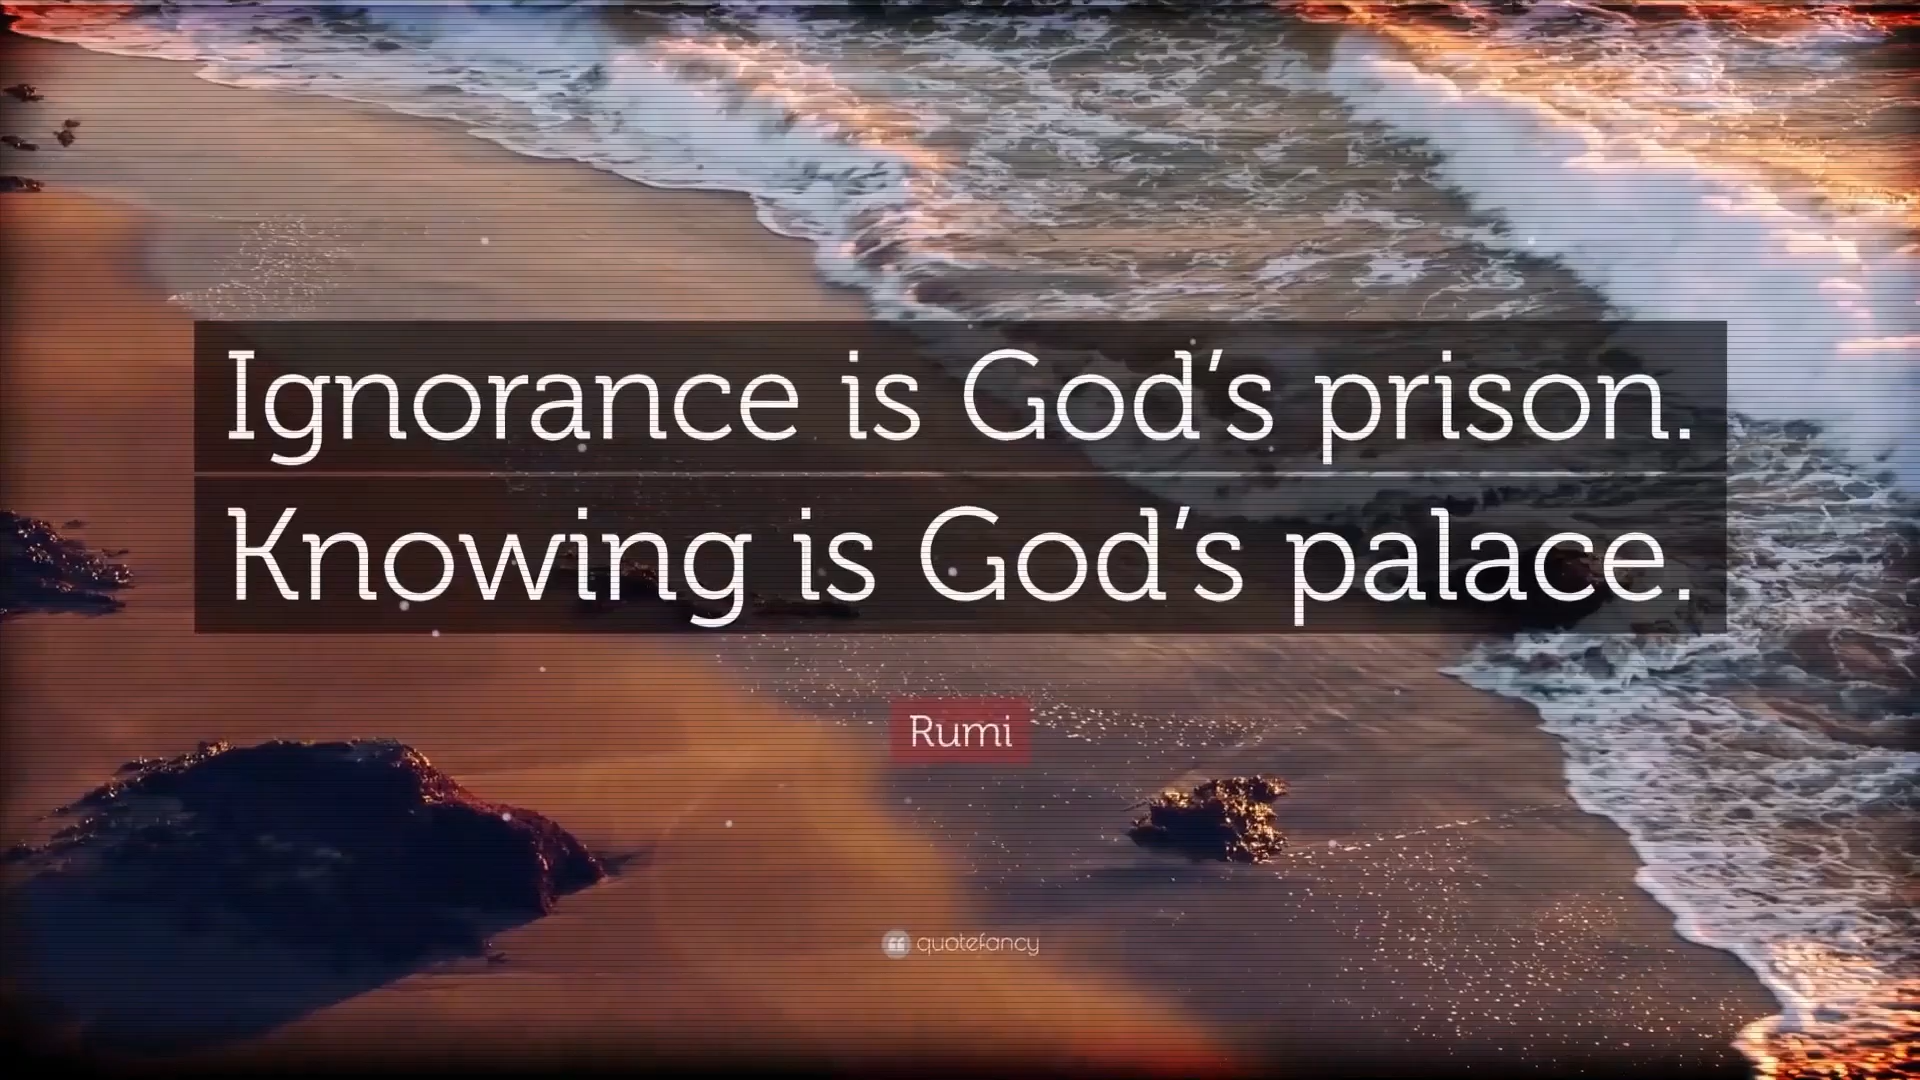 Ignorance is God’s prison.
Knowing is God’s palace.
Rumi
quotefancy